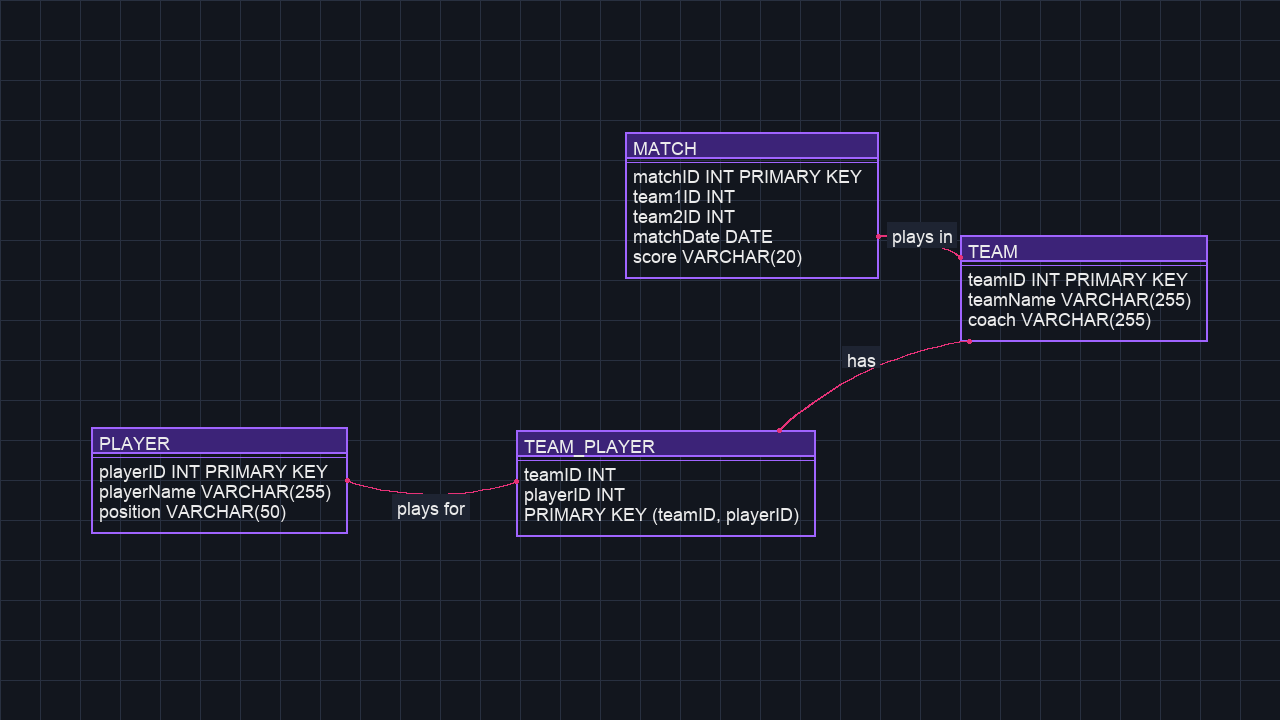 MATCH
matchID INT PRIMARY KEY
team1ID INT
team2ID INT
matchDate DATE
score VARCHAR(20)
plays in
TEAM
teamID INT PRIMARY KEY
teamName VARCHAR(255)
coach VARCHAR(255)
has
PLAYER
playerID INT PRIMARY KEY
playerName VARCHAR(255)
position VARCHAR(50)
plays for
TEAM_PLAYER
teamID INT
playerID INT
PRIMARY KEY (teamID, playerID)